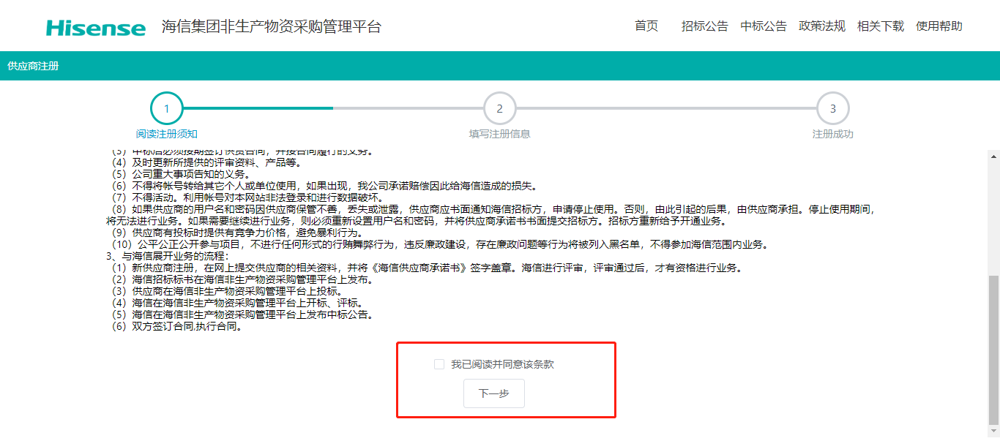 Hisense 海信集团非生产物资采购管理平台 首页 招标公告 中标公告 政策法规 相关下载 使用帮助
供应商注册
1 2 3
阅读注册须知 填写注册信息 注册成功
（3）中标后必须按期签订供货合同，并按合同履行的义务。
（4）及时更新所提供的评审资料、产品等。
（5）公司重大事项告知的义务。
（6）不得将帐号转给其它个人或单位使用，如果出现，我公司承诺赔偿因此给海信造成的损失。
（7）不得活动。利用帐号对本网站非法登录和进行数据破坏。
（8）如果供应商的用户名和密码因供应商保管不善，丢失或泄露，供应商应书面通知海信招标方，申请停止使用。否则，由此引起的后果，由供应商承担。停止使用期间，
将无法进行业务。如果需要继续进行业务，则必须重新设置用户名和密码，并将供应商承诺书书面提交招标方。招标方重新给予开通业务。
（9）供应商有投标时提供有竞争力价格，避免暴利行为。
（10）公平公正公开参与项目，不进行任何形式的行贿舞弊行为，违反廉政建设，存在廉政问题等行为将被列入黑名单，不得参加海信范围内业务。
3、与海信展开业务的流程：
（1）新供应商注册，在网上提交供应商的相关资料，并将《海信供应商承诺书》签字盖章。海信进行评审，评审通过后，才有资格进行业务。
（2）海信招标标书在海信非生产物资采购管理平台上发布。
（3）供应商在海信非生产物资采购管理平台上投标。
（4）海信在海信非生产物资采购管理平台上开标、评标。
（5）海信在海信非生产物资采购管理平台上发布中标公告。
（6）双方签订合同,执行合同。
我已阅读并同意该条款
下一步